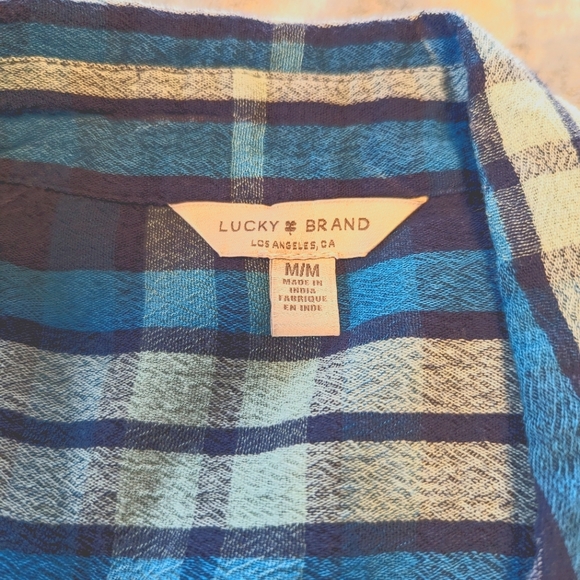 LUCKY BRAND
LOS ANGELES, CA
M/M
MADE IN
INDIA
FABRIQUE
EN INDE